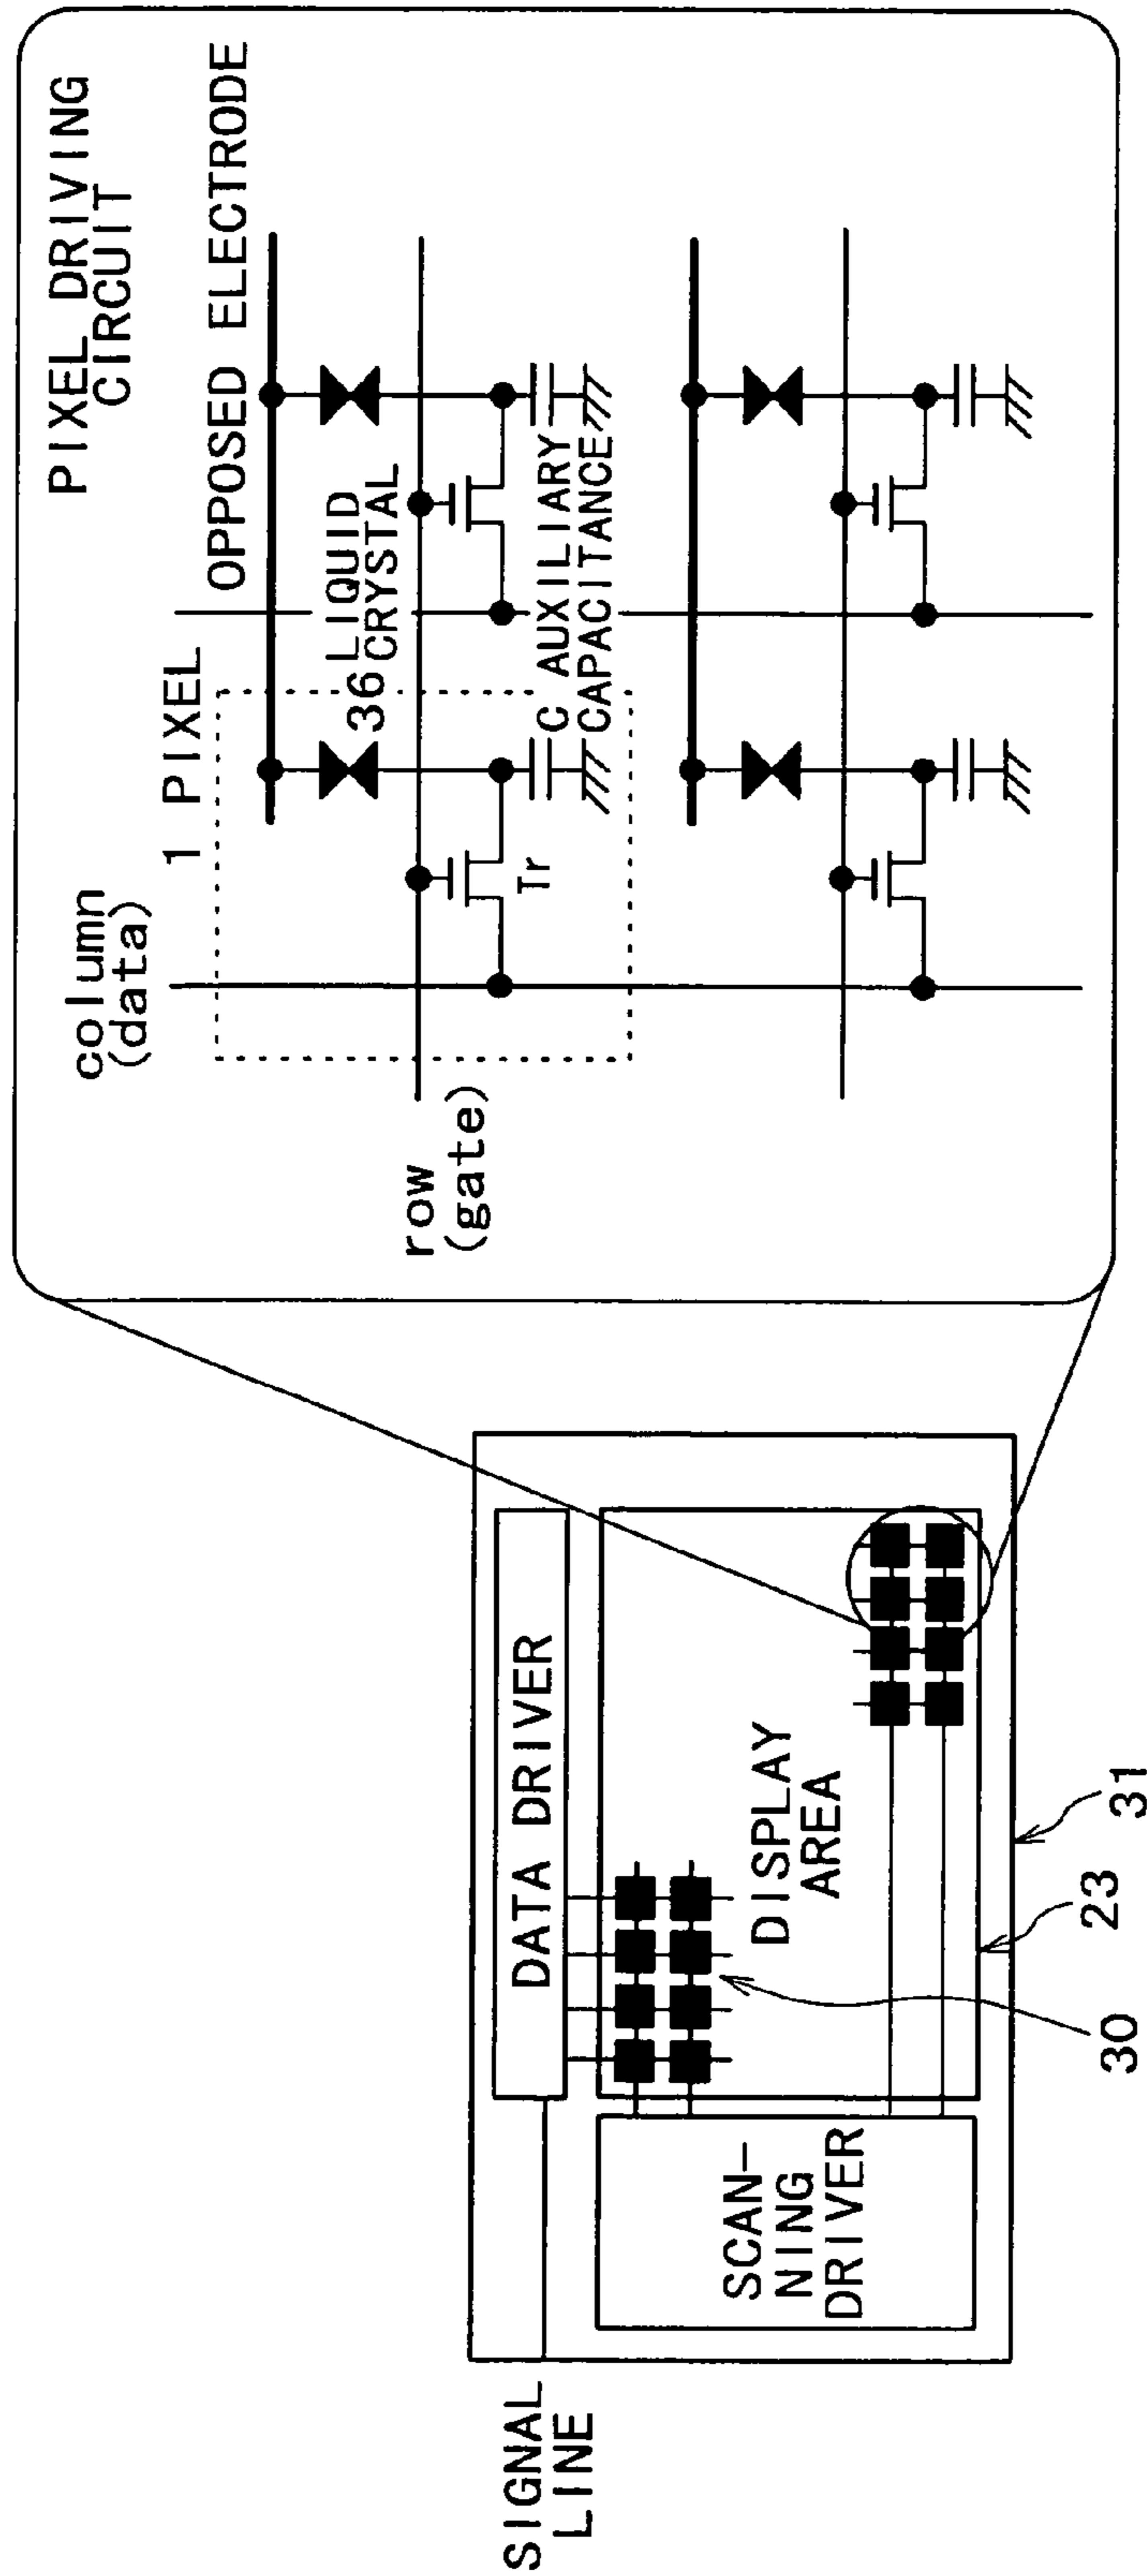 SIGNAL
LINE
DATA DRIVER
SCAN-
NING
DRIVER
DISPLAY
AREA
30
23
31
PIXEL DRIVING
CIRCUIT
column
(data)
1 PIXEL
OPPOSED ELECTRODE
36
LIQUID
CRYSTAL
row
(gate)
Tr
C AUXILIARY
CAPACITANCE